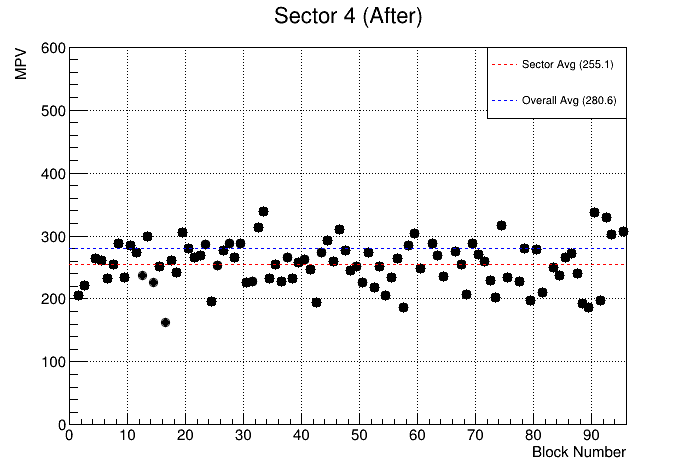 Sector 4 (After)
MPV
600
500
400
300
200
100
0
Sector Avg (255.1)
Overall Avg (280.6)
0 10 20 30 40 50 60 70 80 90
Block Number